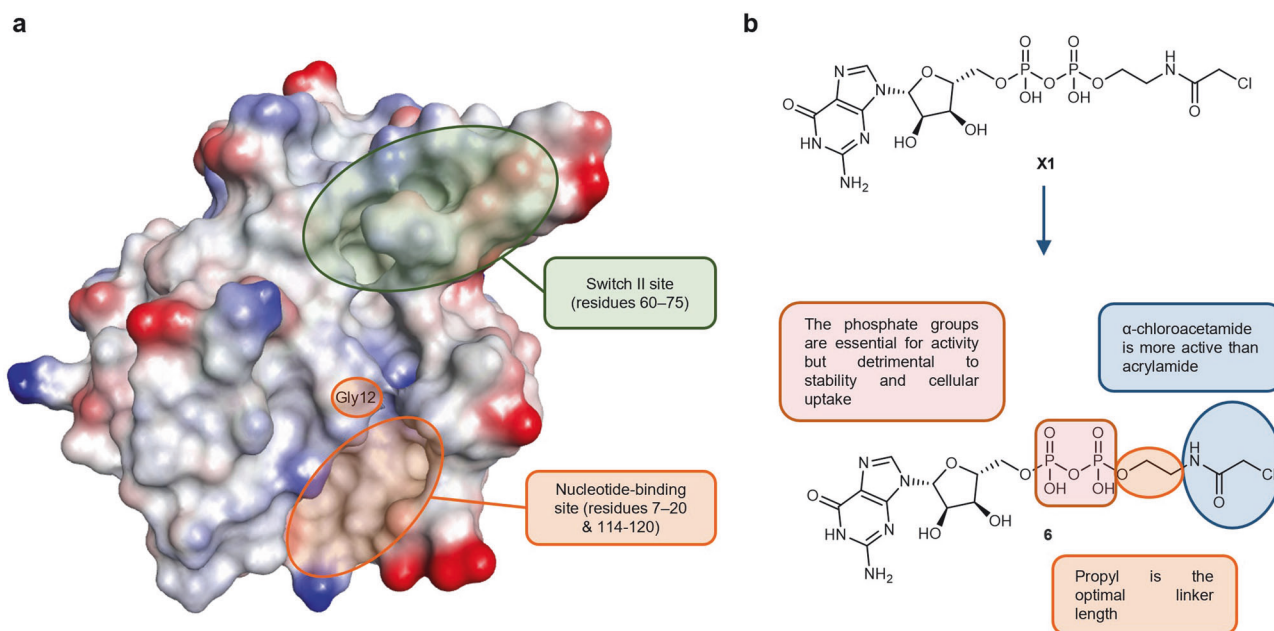 a
Switch II site
(residues 60–75)
Gly12
Nucleotide-binding
site (residues 7–20
& 114-120)
b
O
O
N
N
O
O
P
O
P
O
H
N
Cl
O
N
OH
OH
O
HN
N
HO
OH
NH2
X1
The phosphate groups
are essential for activity
but detrimental to
stability and cellular
uptake
α-chloroacetamide
is more active than
acrylamide
O
O
N
N
O
O
P
O
P
O
H
N
Cl
O
N
OH
OH
O
HN
N
HO
OH
6
NH2
Propyl is the
optimal linker
length